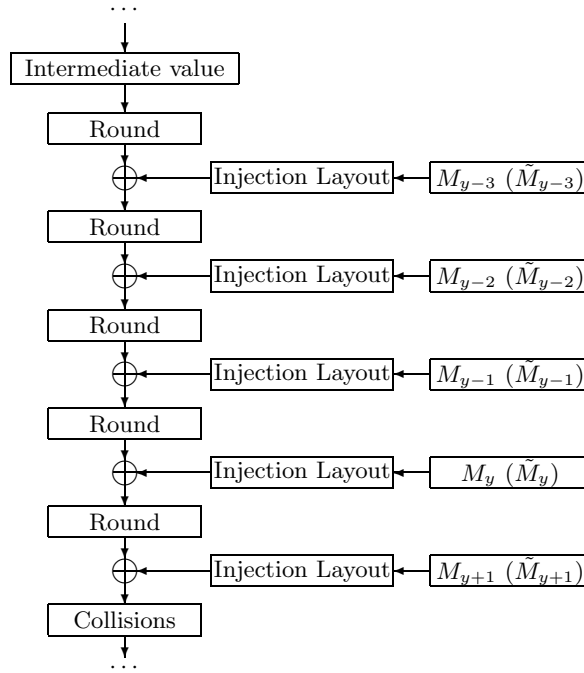 ...
Intermediate value
Round
Injection Layout M_{y-3} (M̃_{y-3})
Round
Injection Layout M_{y-2} (M̃_{y-2})
Round
Injection Layout M_{y-1} (M̃_{y-1})
Round
Injection Layout M_y (M̃_y)
Round
Injection Layout M_{y+1} (M̃_{y+1})
Collisions
...